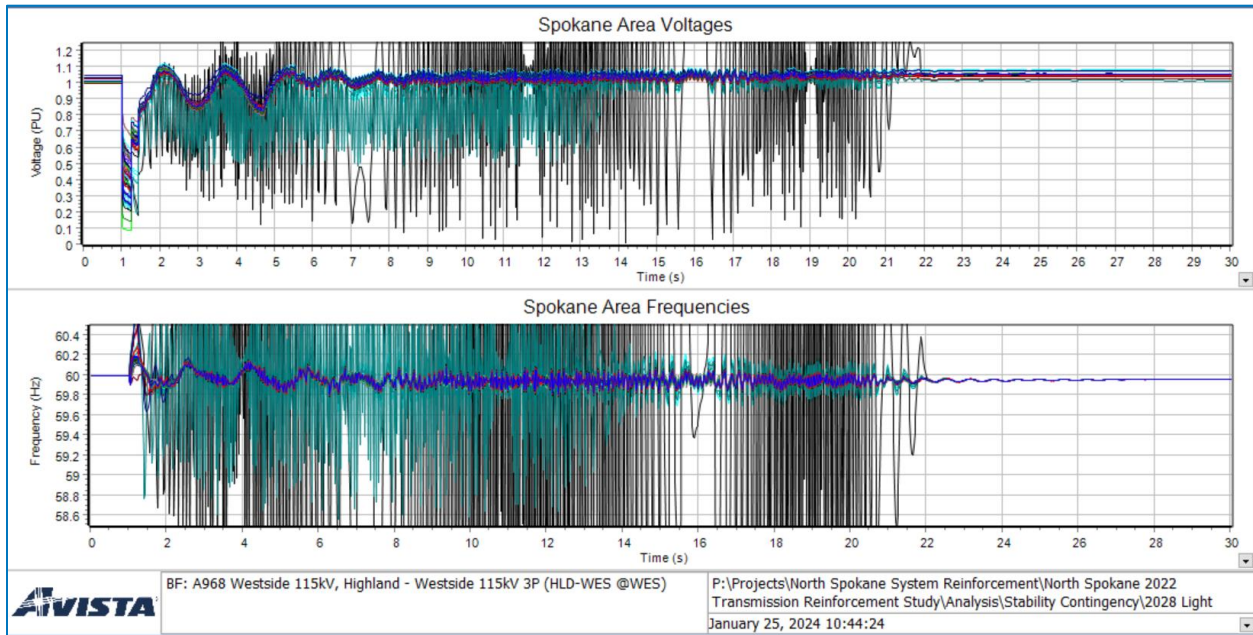 Spokane Area Voltages
Voltage (PU)
1.2
1.1
1
0.9
0.8
0.7
0.6
0.5
0.4
0.3
0.2
0.1
0
0 1 2 3 4 5 6 7 8 9 10 11 12 13 14 15 16 17 18 19 20 21 22 23 24 25 26 27 28 29 30
Time (s)
Spokane Area Frequencies
Frequency (Hz)
60.4
60.2
60
59.8
59.6
59.4
59.2
59
58.8
58.6
0 2 4 6 8 10 12 14 16 18 20 22 24 26 28 30
Time (s)
AVISTA
BF: A968 Westside 115kV, Highland - Westside 115kV 3P (HLD-WES @WES)
P:\Projects\North Spokane System Reinforcement\North Spokane 2022
Transmission Reinforcement Study\Analysis\Stability Contingency\2028 Light
January 25, 2024 10:44:24